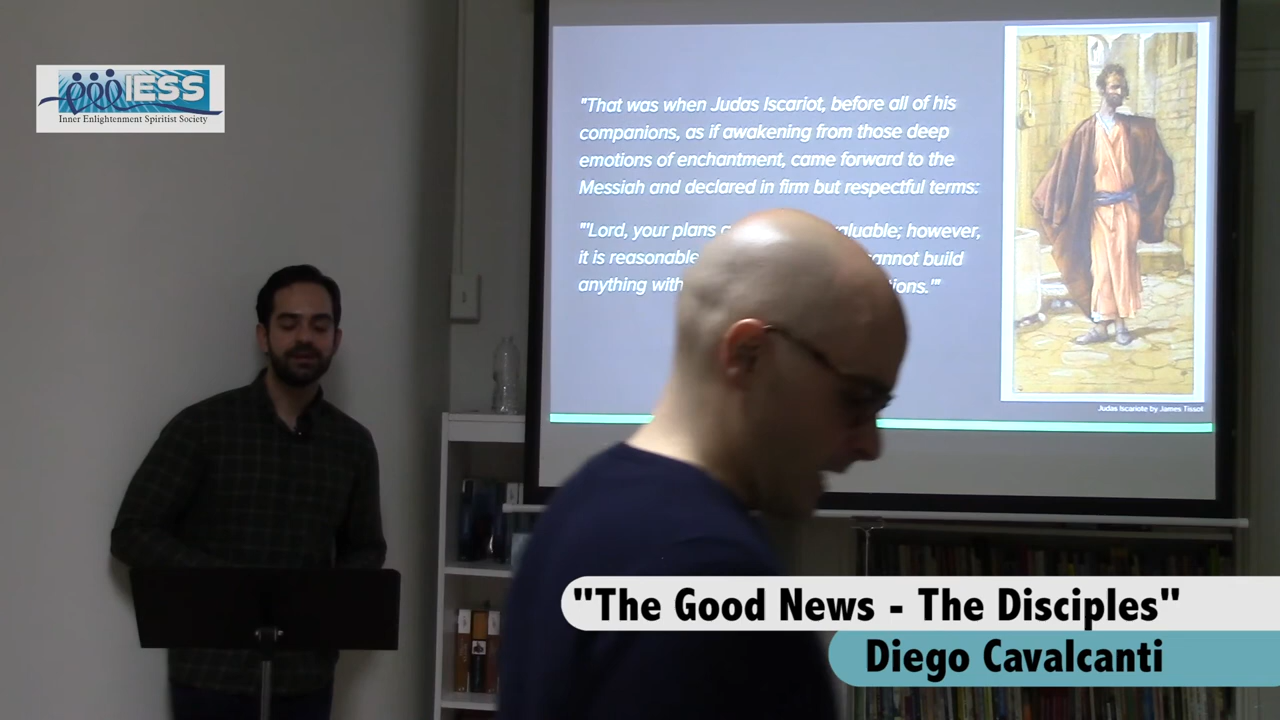 IESS
Inner Enlightenment Spiritist Society
"That was when Judas Iscariot, before all of his
companions, as if awakening from those deep
emotions of enchantment, came forward to the
Messiah and declared in firm but respectful terms:
"'Lord, your plans valuable; however,
it is reasonable cannot build
anything with
Judas Iscariote by James Tissot
"The Good News - The Disciples"
Diego Cavalcanti